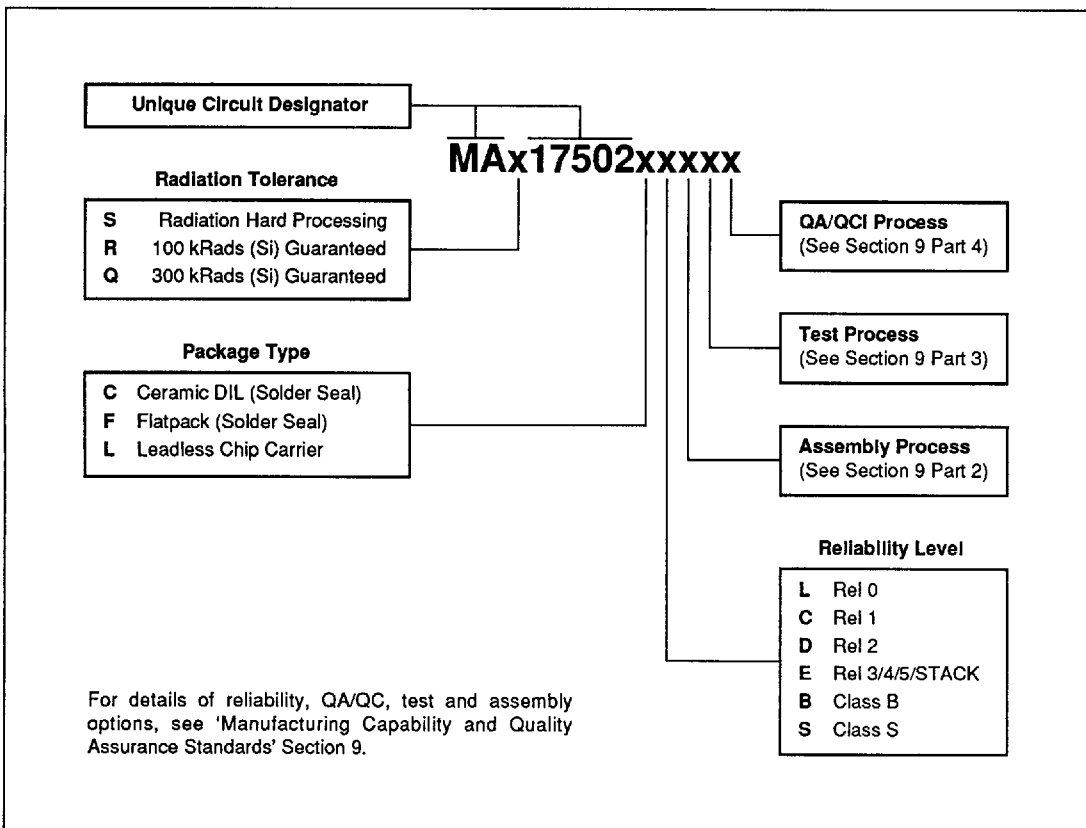 Unique Circuit Designator
MAx17502xxxxx
Radiation Tolerance
S Radiation Hard Processing
R 100 kRads (Si) Guaranteed
Q 300 kRads (Si) Guaranteed
Package Type
C Ceramic DIL (Solder Seal)
F Flatpack (Solder Seal)
L Leadless Chip Carrier
QA/QCI Process
(See Section 9 Part 4)
Test Process
(See Section 9 Part 3)
Assembly Process
(See Section 9 Part 2)
Reliability Level
L Rel 0
C Rel 1
D Rel 2
E Rel 3/4/5/STACK
B Class B
S Class S
For details of reliability, QA/QC, test and assembly
options, see 'Manufacturing Capability and Quality
Assurance Standards' Section 9.